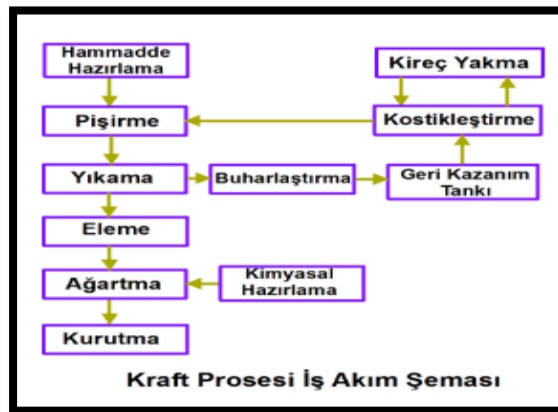 Hammadde
Hazırlama
Kireç Yakma
Pişirme
Kostikleştirme
Yıkama
Buharlaştırma
Geri Kazanım
Tankı
Eleme
Ağartma
Kimyasal
Hazırlama
Kurutma
Kraft Prosesi İş Akım Şeması